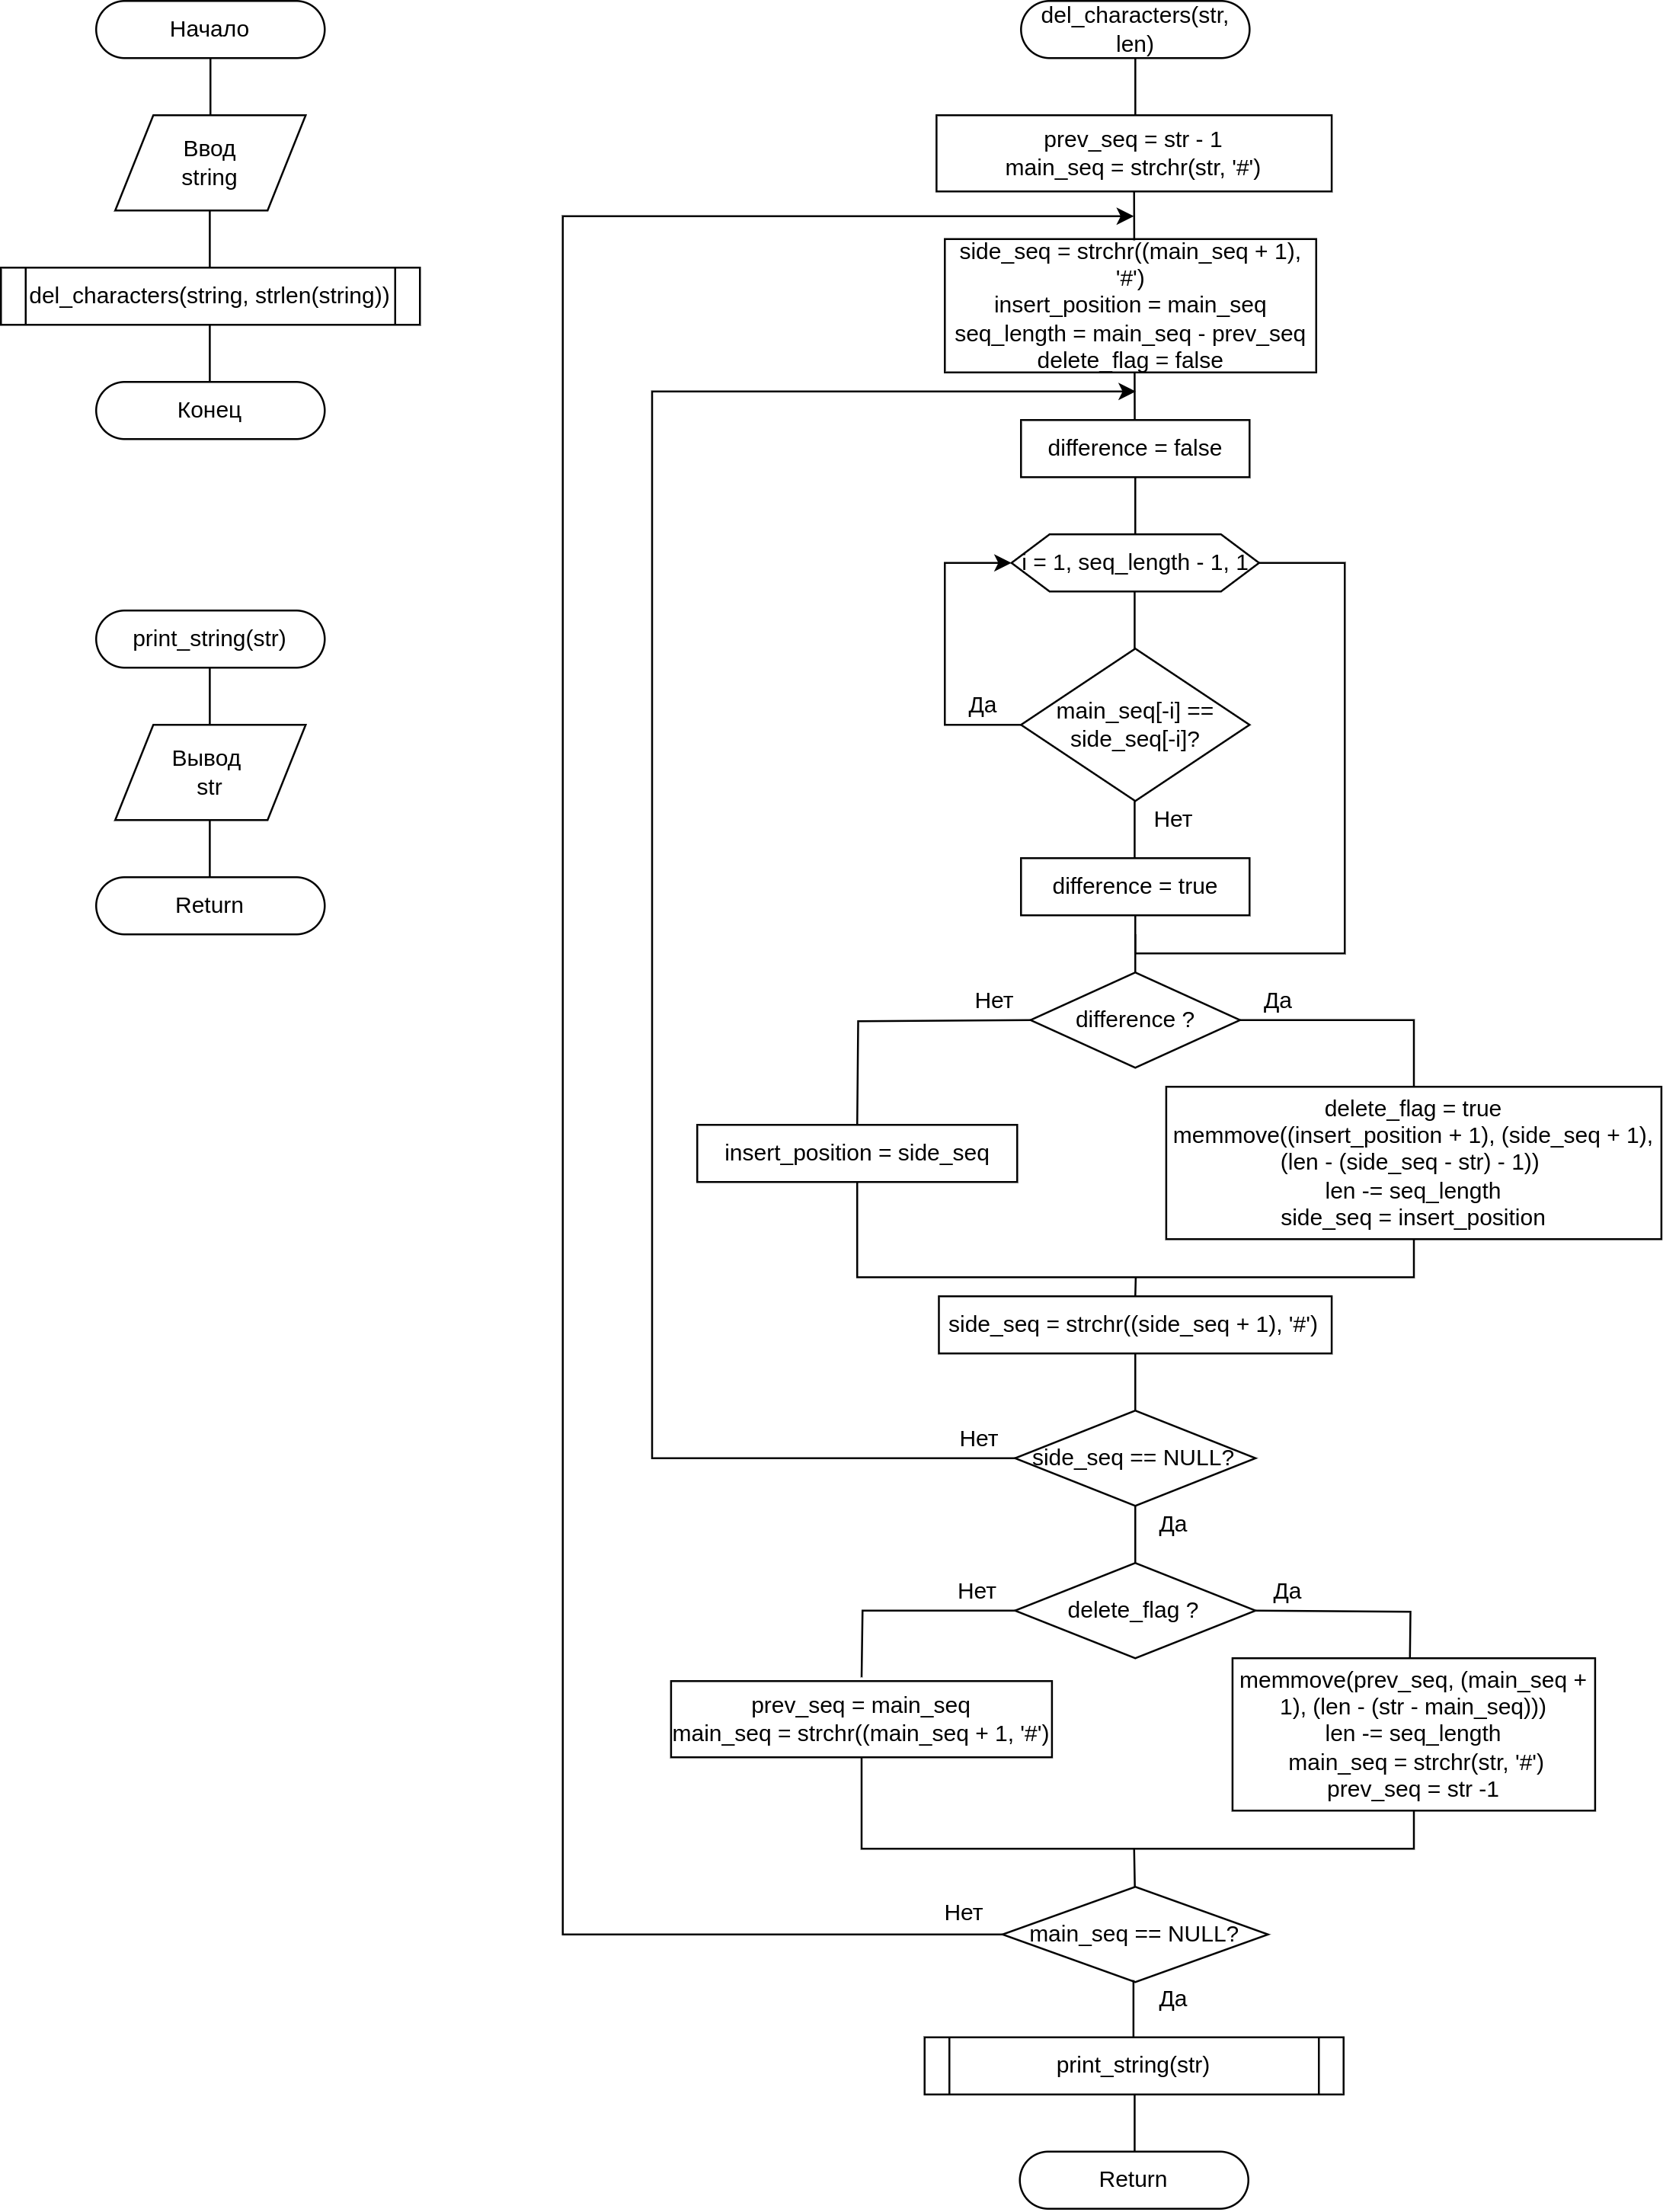 Начало
Ввод
string
del_characters(string, strlen(string))
Конец
print_string(str)
Вывод
str
Return
del_characters(str,
len)
prev_seq = str - 1
main_seq = strchr(str, '#')
side_seq = strchr((main_seq + 1),
'#')
insert_position = main_seq
seq_length = main_seq - prev_seq
delete_flag = false
difference = false
i = 1, seq_length - 1, 1
Да
main_seq[-i] ==
side_seq[-i]?
Нет
difference = true
Нет
Да
difference ?
delete_flag = true
memmove((insert_position + 1), (side_seq + 1),
(len - (side_seq - str) - 1))
len -= seq_length
side_seq = insert_position
insert_position = side_seq
side_seq = strchr((side_seq + 1), '#')
Нет
side_seq == NULL?
Да
Нет
Да
delete_flag ?
prev_seq = main_seq
main_seq = strchr((main_seq + 1, '#')
memmove(prev_seq, (main_seq +
1), (len - (str - main_seq)))
len -= seq_length
main_seq = strchr(str, '#')
prev_seq = str -1
Нет
main_seq == NULL?
Да
print_string(str)
Return